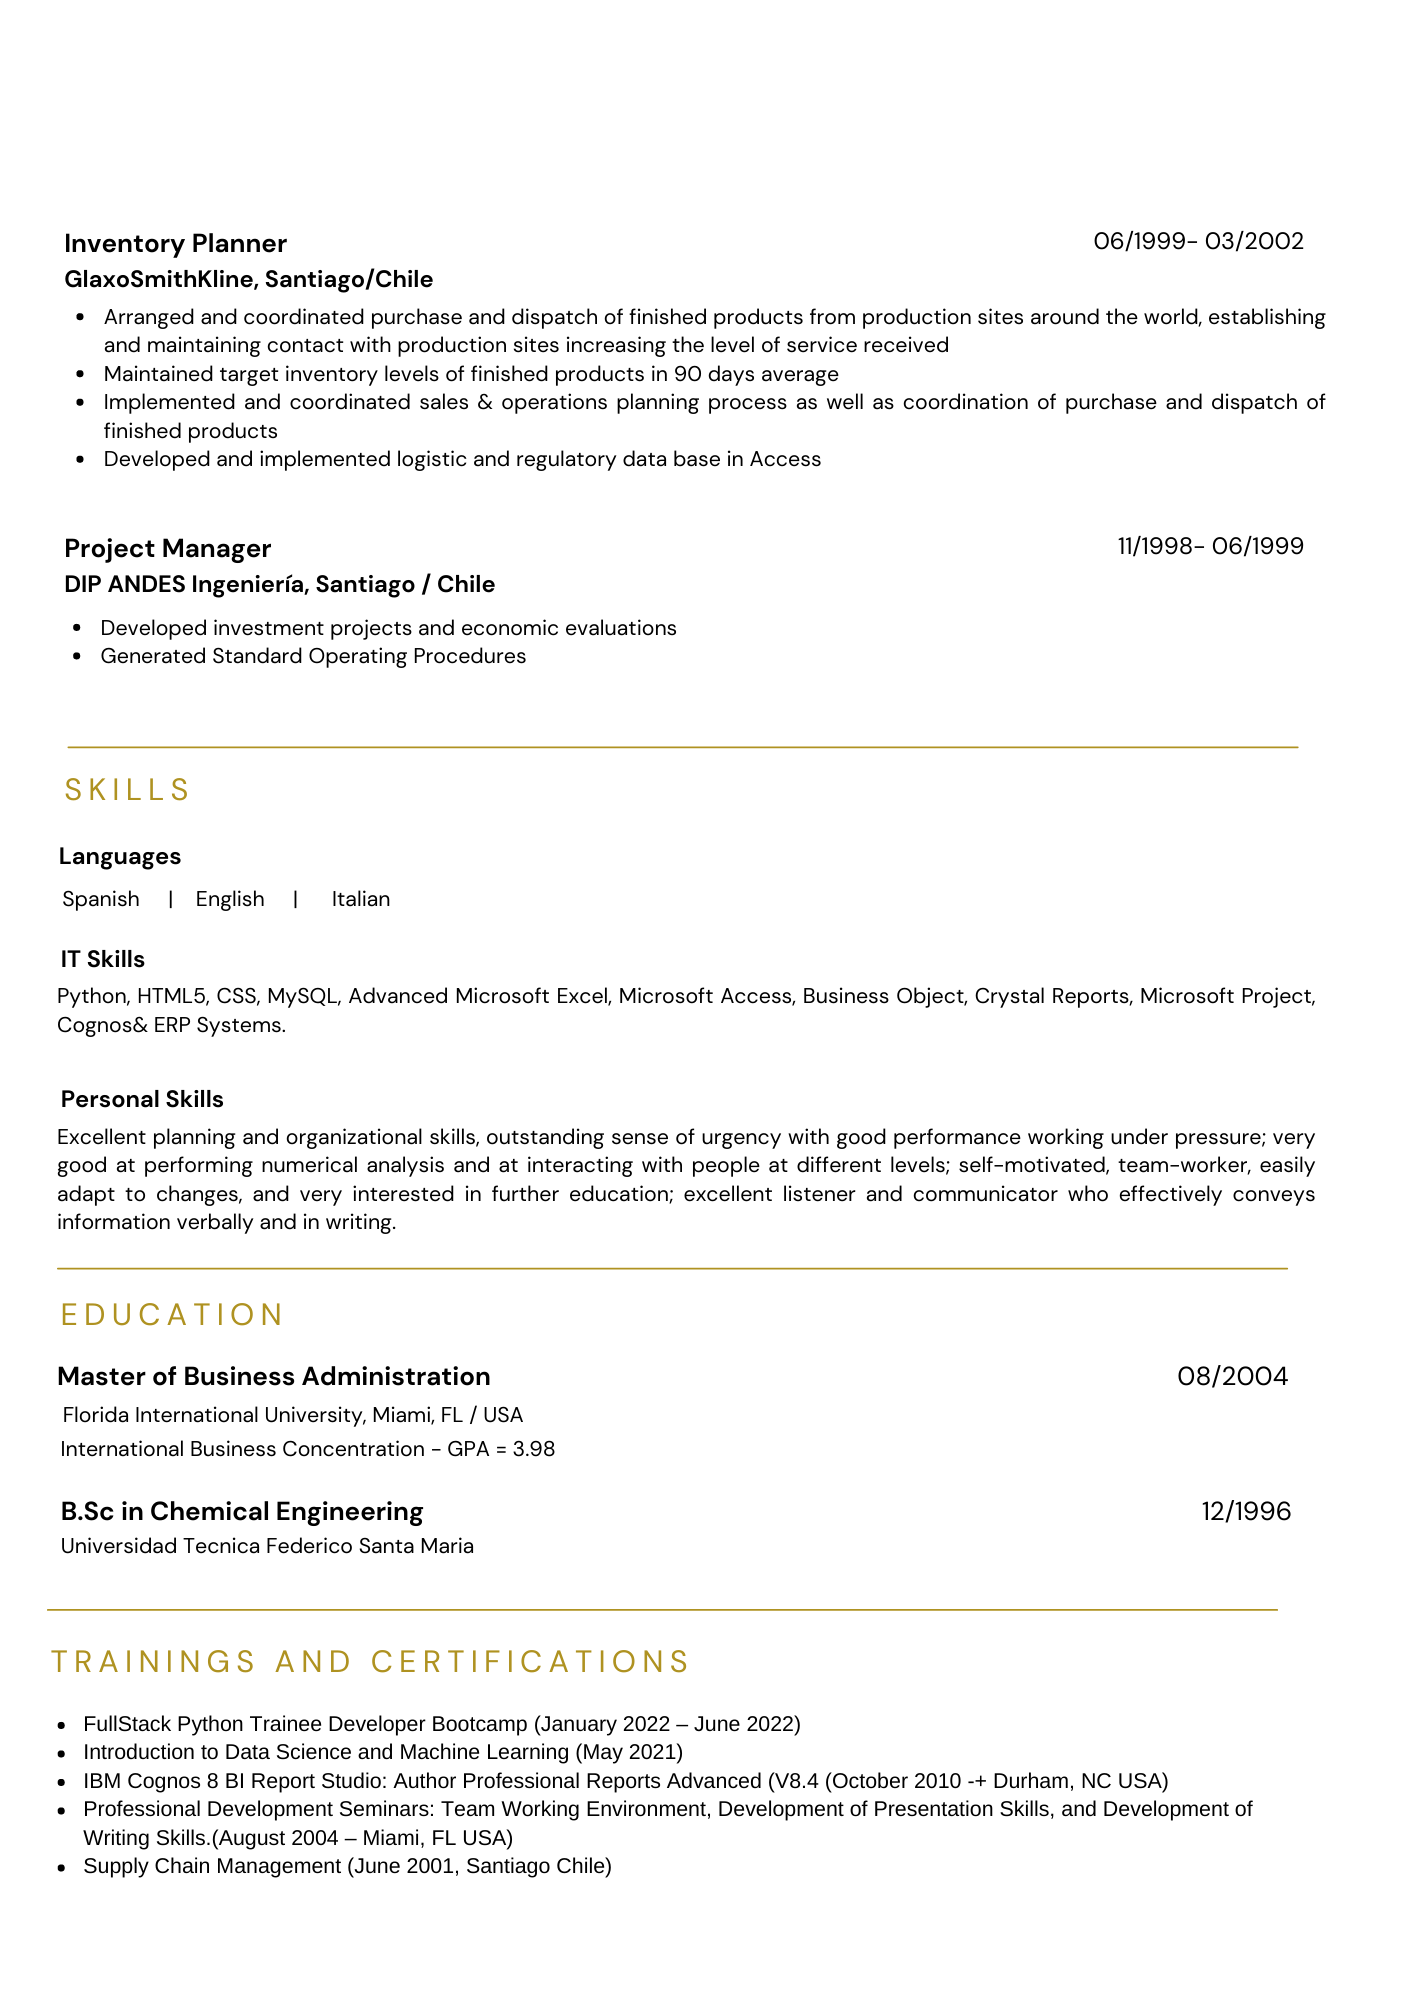 Inventory Planner 06/1999- 03/2002
GlaxoSmithKline, Santiago/Chile
• Arranged and coordinated purchase and dispatch of finished products from production sites around the world, establishing
and maintaining contact with production sites increasing the level of service received
• Maintained target inventory levels of finished products in 90 days average
• Implemented and coordinated sales & operations planning process as well as coordination of purchase and dispatch of
finished products
• Developed and implemented logistic and regulatory data base in Access
Project Manager 11/1998- 06/1999
DIP ANDES Ingeniería, Santiago / Chile
• Developed investment projects and economic evaluations
• Generated Standard Operating Procedures
SKILLS
Languages
Spanish | English | Italian
IT Skills
Python, HTML5, CSS, MySQL, Advanced Microsoft Excel, Microsoft Access, Business Object, Crystal Reports, Microsoft Project,
Cognos& ERP Systems.
Personal Skills
Excellent planning and organizational skills, outstanding sense of urgency with good performance working under pressure; very
good at performing numerical analysis and at interacting with people at different levels; self-motivated, team-worker, easily
adapt to changes, and very interested in further education; excellent listener and communicator who effectively conveys
information verbally and in writing.
EDUCATION
Master of Business Administration 08/2004
Florida International University, Miami, FL / USA
International Business Concentration - GPA = 3.98
B.Sc in Chemical Engineering 12/1996
Universidad Tecnica Federico Santa Maria
TRAININGS AND CERTIFICATIONS
• FullStack Python Trainee Developer Bootcamp (January 2022 – June 2022)
• Introduction to Data Science and Machine Learning (May 2021)
• IBM Cognos 8 BI Report Studio: Author Professional Reports Advanced (V8.4 (October 2010 -+ Durham, NC USA)
• Professional Development Seminars: Team Working Environment, Development of Presentation Skills, and Development of
Writing Skills.(August 2004 – Miami, FL USA)
• Supply Chain Management (June 2001, Santiago Chile)